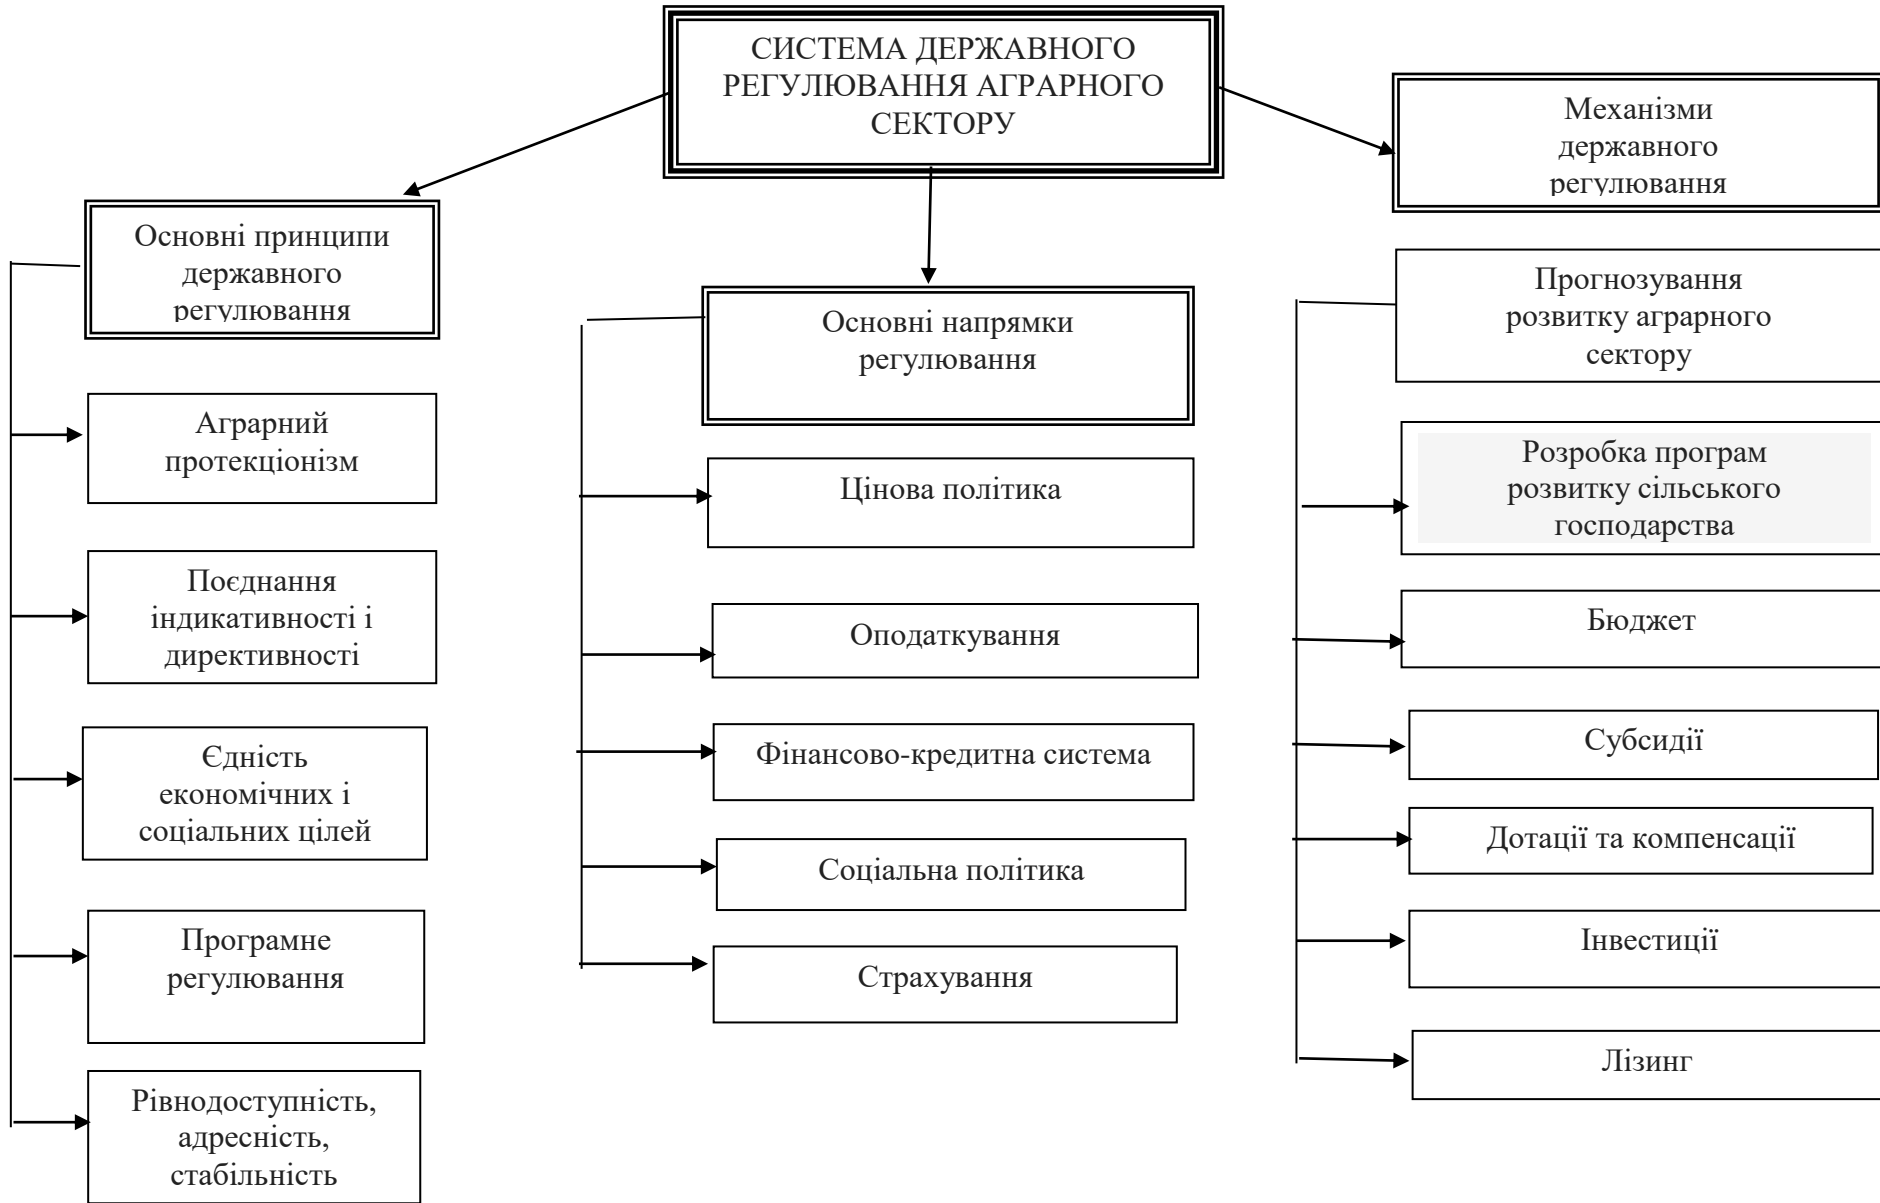 СИСТЕМА ДЕРЖАВНОГО
РЕГУЛЮВАННЯ АГРАРНОГО
СЕКТОРУ
Основні принципи
державного
регулювання
Аграрний
протекціонізм
Поєднання
індикативності і
директивності
Єдність
економічних і
соціальних цілей
Програмне
регулювання
Рівнодоступність,
адресність,
стабільність
Основні напрямки
регулювання
Цінова політика
Оподаткування
Фінансово-кредитна система
Соціальна політика
Страхування
Механізми
державного
регулювання
Прогнозування
розвитку аграрного
сектору
Розробка програм
розвитку сільського
господарства
Бюджет
Субсидії
Дотації та компенсації
Інвестиції
Лізинг